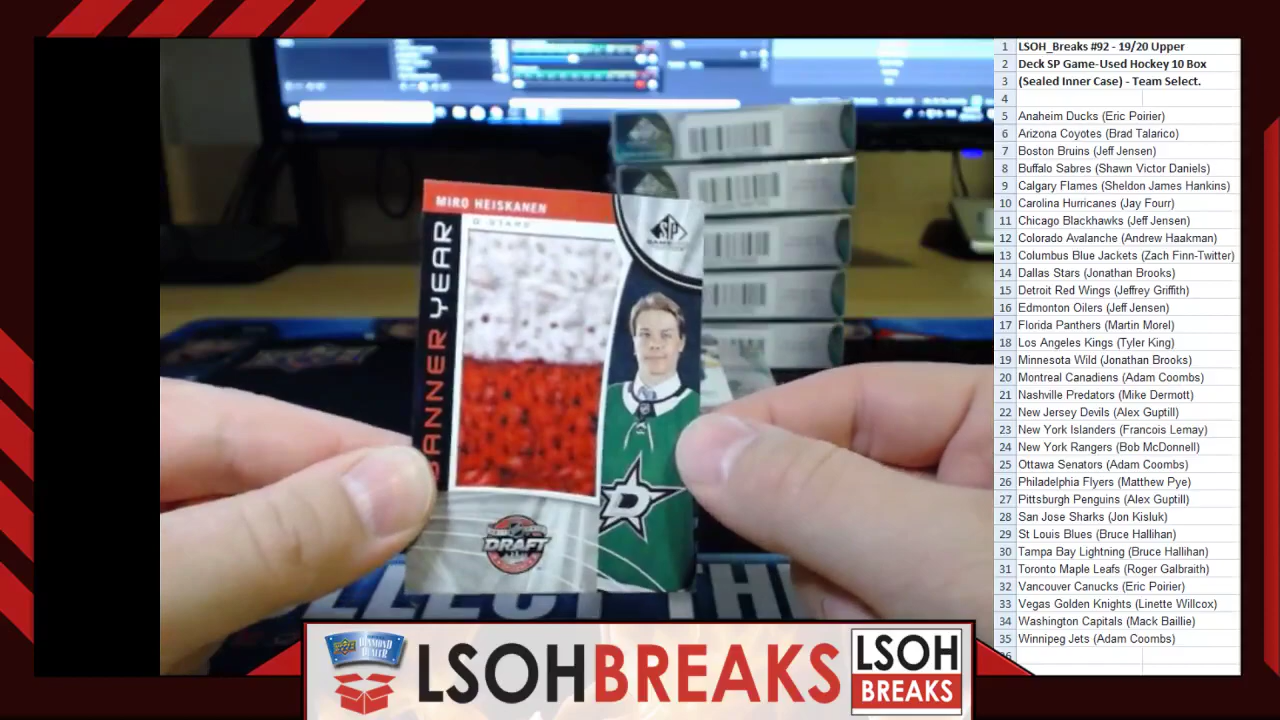 MIRO HEISKANEN
D STARS
BANNER YEAR
SP
DRAFT
D
1 LSOH_Breaks #92 - 19/20 Upper
2 Deck SP Game-Used Hockey 10 Box
3 (Sealed Inner Case) - Team Select.
4
5 Anaheim Ducks (Eric Poirier)
6 Arizona Coyotes (Brad Talarico)
7 Boston Bruins (Jeff Jensen)
8 Buffalo Sabres (Shawn Victor Daniels)
9 Calgary Flames (Sheldon James Hankins)
10 Carolina Hurricanes (Jay Fourr)
11 Chicago Blackhawks (Jeff Jensen)
12 Colorado Avalanche (Andrew Haakman)
13 Columbus Blue Jackets (Zach Finn-Twitter)
14 Dallas Stars (Jonathan Brooks)
15 Detroit Red Wings (Jeffrey Griffith)
16 Edmonton Oilers (Jeff Jensen)
17 Florida Panthers (Martin Morel)
18 Los Angeles Kings (Tyler King)
19 Minnesota Wild (Jonathan Brooks)
20 Montreal Canadiens (Adam Coombs)
21 Nashville Predators (Mike Dermott)
22 New Jersey Devils (Alex Guptill)
23 New York Islanders (Francois Lemay)
24 New York Rangers (Bob McDonnell)
25 Ottawa Senators (Adam Coombs)
26 Philadelphia Flyers (Matthew Pye)
27 Pittsburgh Penguins (Alex Guptill)
28 San Jose Sharks (Jon Kisluk)
29 St Louis Blues (Bruce Hallihan)
30 Tampa Bay Lightning (Bruce Hallihan)
31 Toronto Maple Leafs (Roger Galbraith)
32 Vancouver Canucks (Eric Poirier)
33 Vegas Golden Knights (Linette Willcox)
34 Washington Capitals (Mack Baillie)
35 Winnipeg Jets (Adam Coombs)
DIAMOND
DEALER
LSOHBREAKS
LSOH
BREAKS